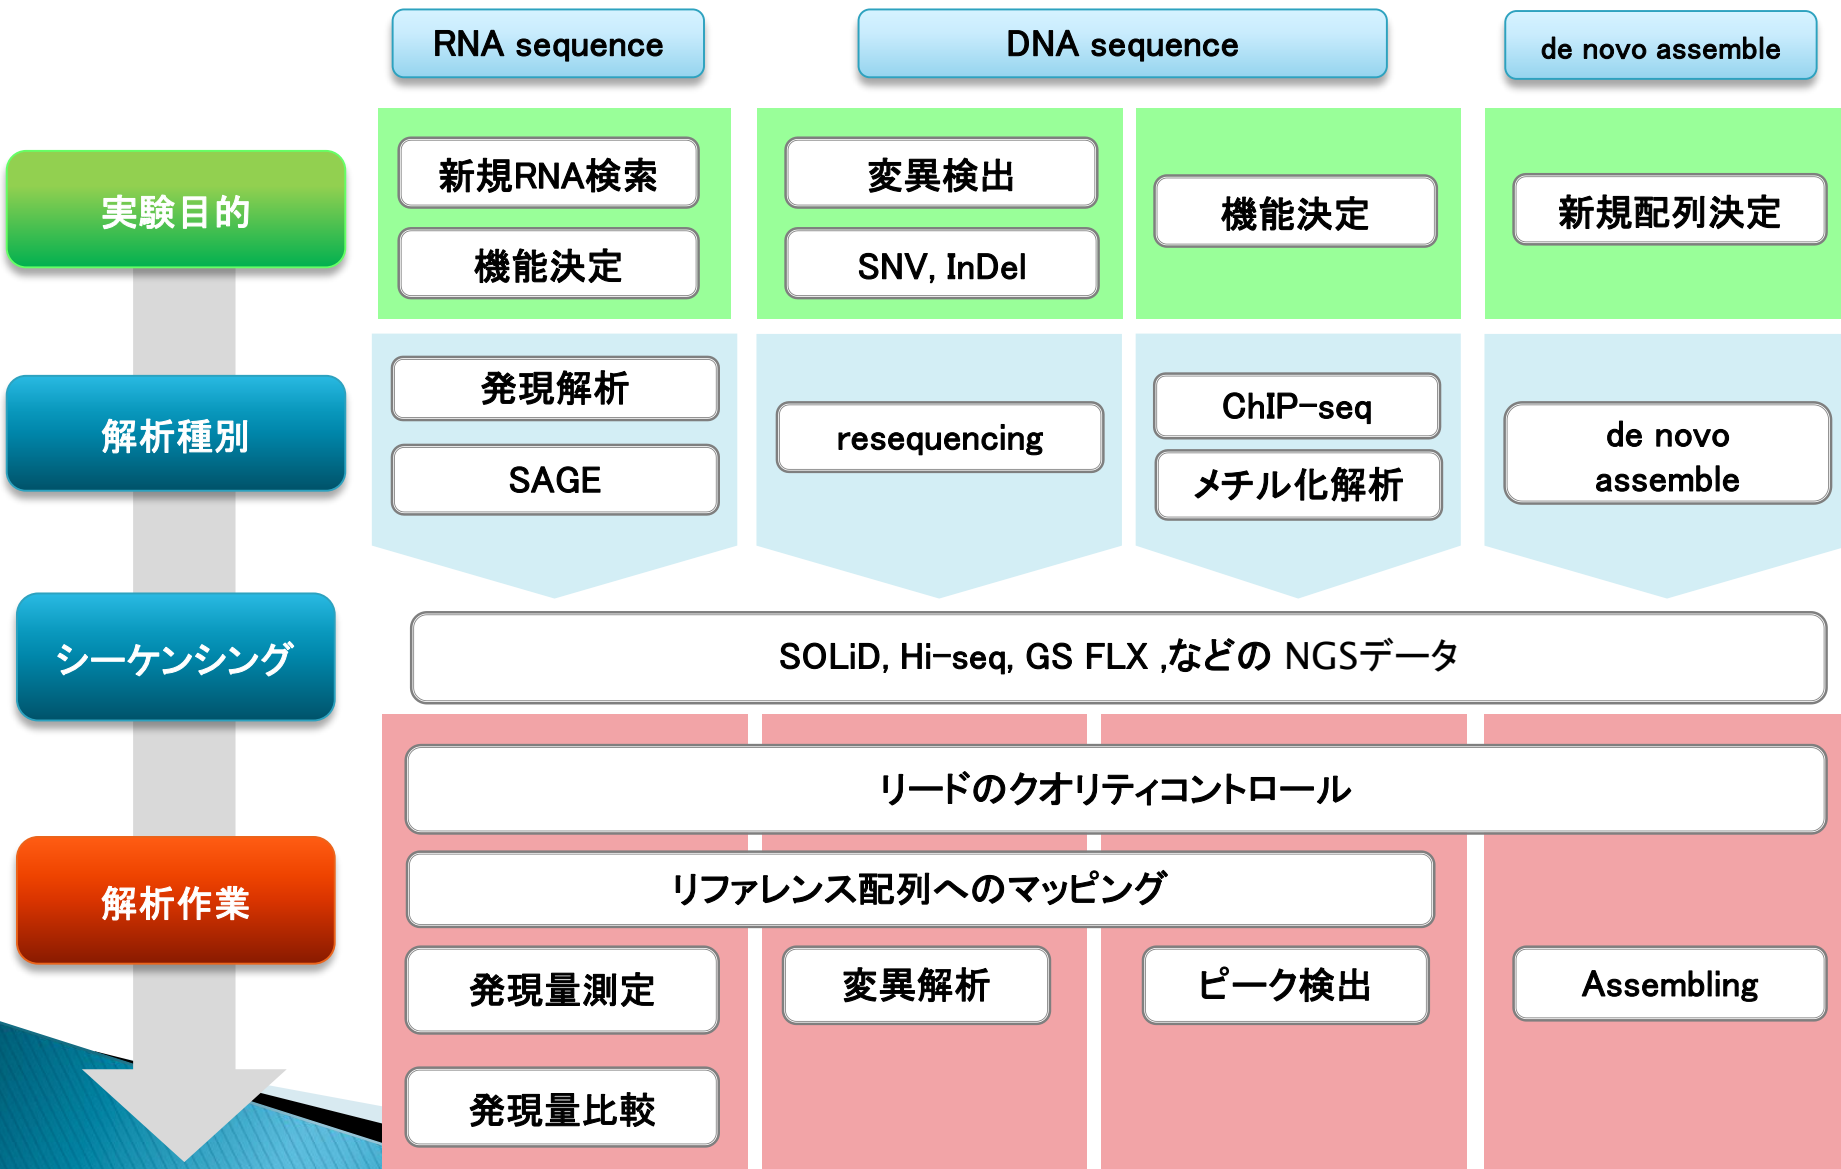 RNA sequence
DNA sequence
de novo assemble
実験目的
新規RNA検索
機能決定
変異検出
SNV, InDel
機能決定
新規配列決定
解析種別
発現解析
SAGE
resequencing
ChIP-seq
メチル化解析
de novo
assemble
シーケンシング
SOLiD, Hi-seq, GS FLX ,などの NGSデータ
解析作業
リードのクオリティコントロール
リファレンス配列へのマッピング
発現量測定
変異解析
ピーク検出
Assembling
発現量比較